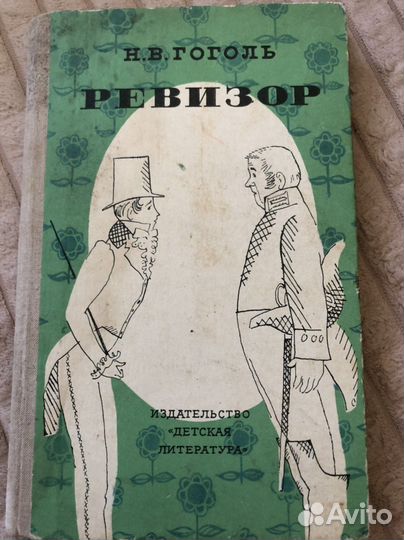 Н.В.ГОГОЛЬ
РЕВИЗОР
ИЗДАТЕЛЬСТВО
«ДЕТСКАЯ
ЛИТЕРАТУРА»
Avito